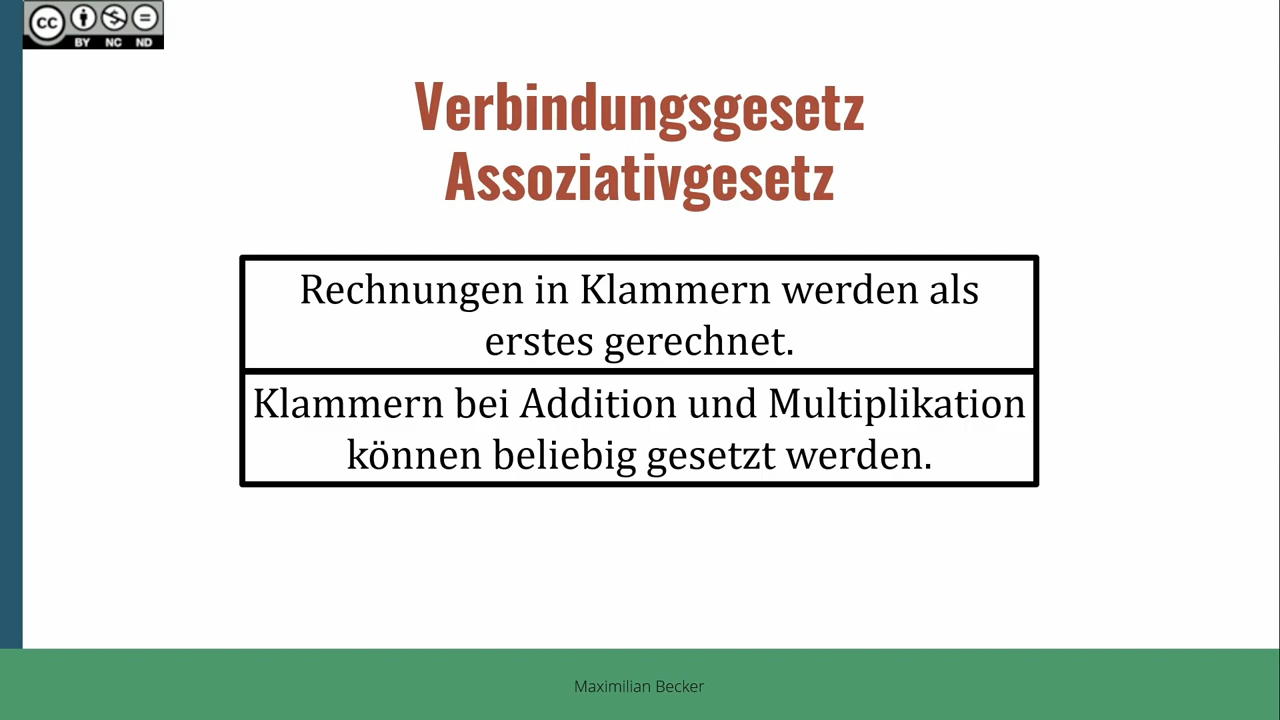 cc
BY NC ND
Verbindungsgesetz
Assoziativgesetz
Rechnungen in Klammern werden als
erstes gerechnet.
Klammern bei Addition und Multiplikation
können beliebig gesetzt werden.
Maximilian Becker